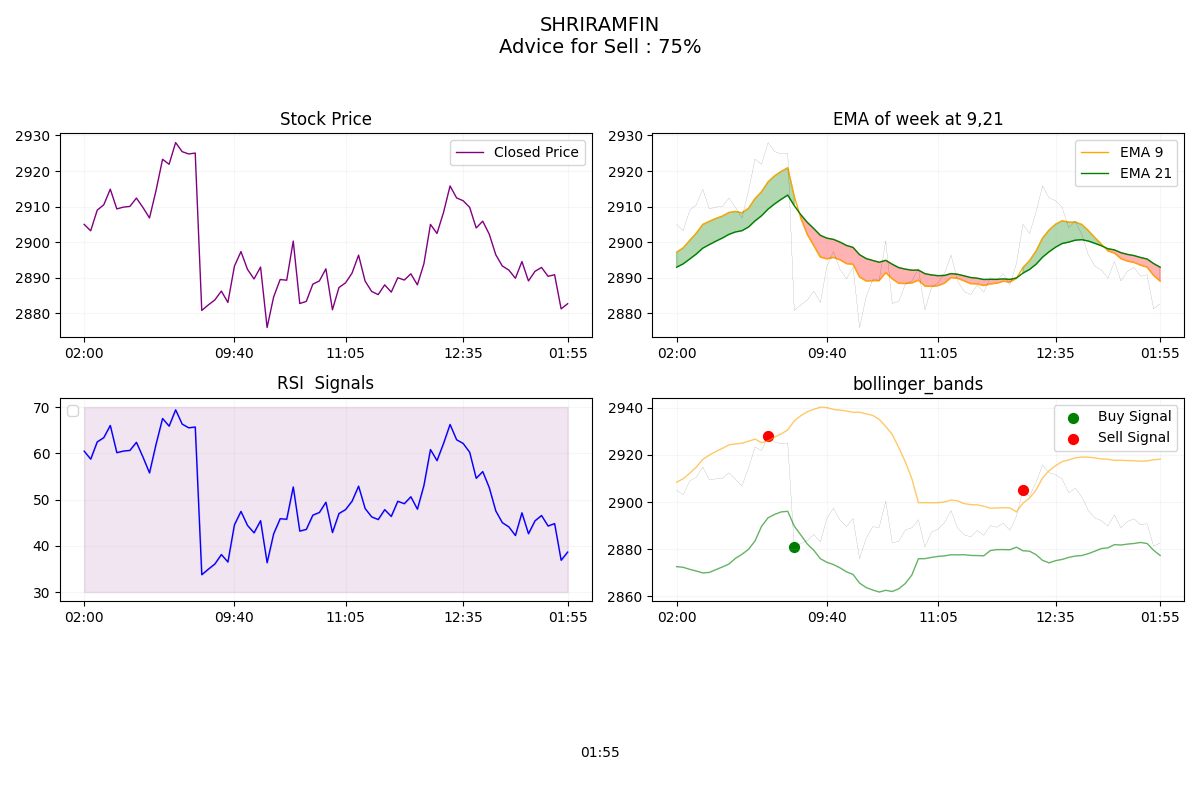 SHRIRAMFIN
Advice for Sell : 75%
Stock Price
2930
2920
2910
2900
2890
2880
Closed Price
02:00 09:40 11:05 12:35 01:55
EMA of week at 9,21
2930
2920
2910
2900
2890
2880
EMA 9
EMA 21
02:00 09:40 11:05 12:35 01:55
RSI  Signals
70
60
50
40
30
02:00 09:40 11:05 12:35 01:55
bollinger_bands
2940
2920
2900
2880
2860
Buy Signal
Sell Signal
02:00 09:40 11:05 12:35 01:55
01:55